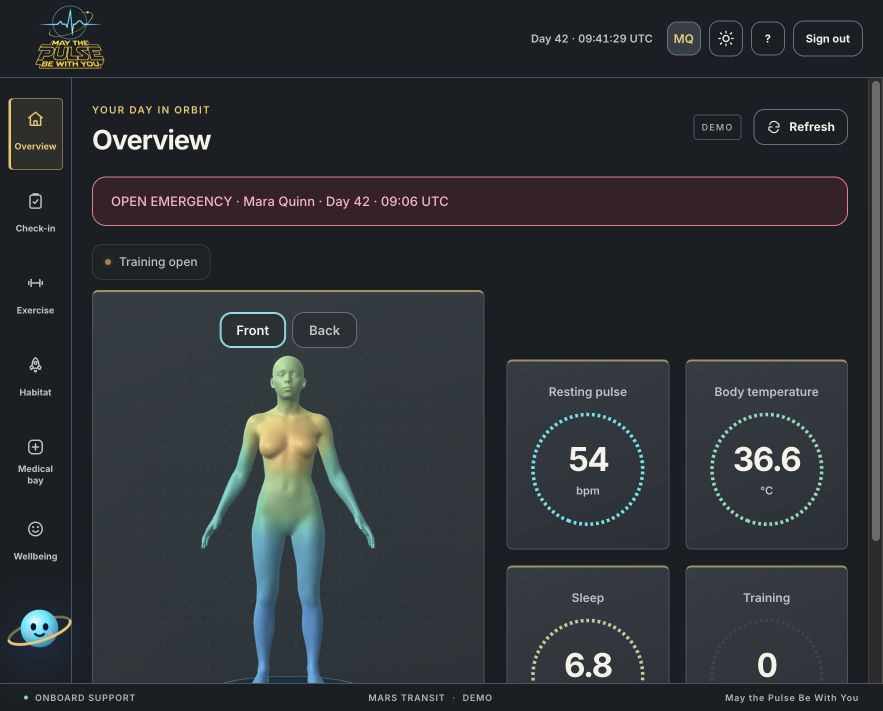 MAY THE
PULSE
BE WITH YOU
Day 42 · 09:41:29 UTC
MQ
?
Sign out
Overview
Check-in
Exercise
Habitat
Medical
bay
Wellbeing
YOUR DAY IN ORBIT
Overview
DEMO
Refresh
OPEN EMERGENCY · Mara Quinn · Day 42 · 09:06 UTC
Training open
Front
Back
Resting pulse
54
bpm
Body temperature
36.6
°C
Sleep
6.8
Training
0
ONBOARD SUPPORT
MARS TRANSIT · DEMO
May the Pulse Be With You